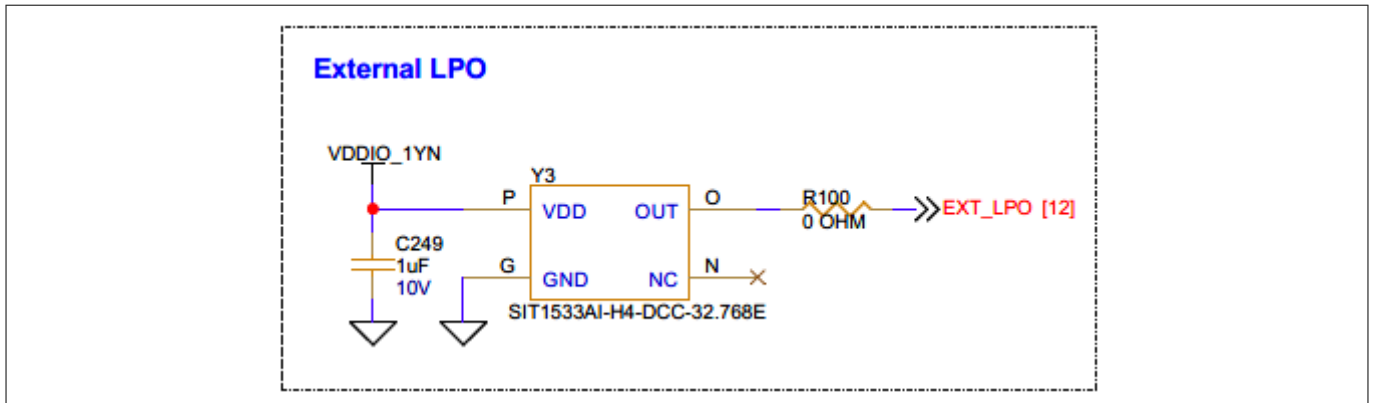 External LPO
VDDIO_1YN
Y3
P
VDD
OUT
O
R100
0 OHM
EXT_LPO [12]
C249
1uF
10V
G
GND
NC
N
SIT1533AI-H4-DCC-32.768E